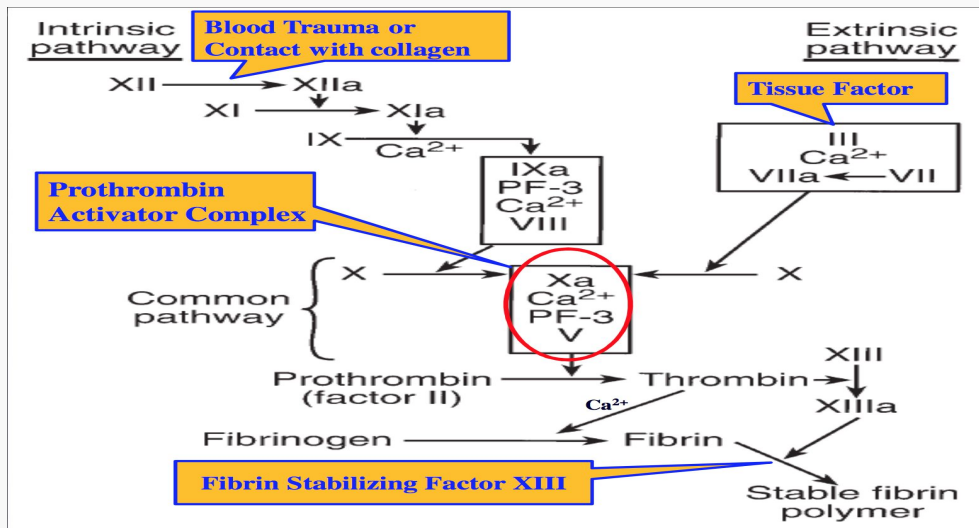 Intrinsic
pathway
Blood Trauma or
Contact with collagen
Extrinsic
pathway
XII
XIIa
XI
XIa
IX
Ca²⁺
Tissue Factor
III
Ca²⁺
VIIa
VII
IXa
PF-3
Ca²⁺
VIII
Prothrombin
Activator Complex
X
Xa
Ca²⁺
PF-3
V
X
Common
pathway
Prothrombin
(factor II)
Thrombin
XIII
XIIIa
Ca²⁺
Fibrinogen
Fibrin
Fibrin Stabilizing Factor XIII
Stable fibrin
polymer